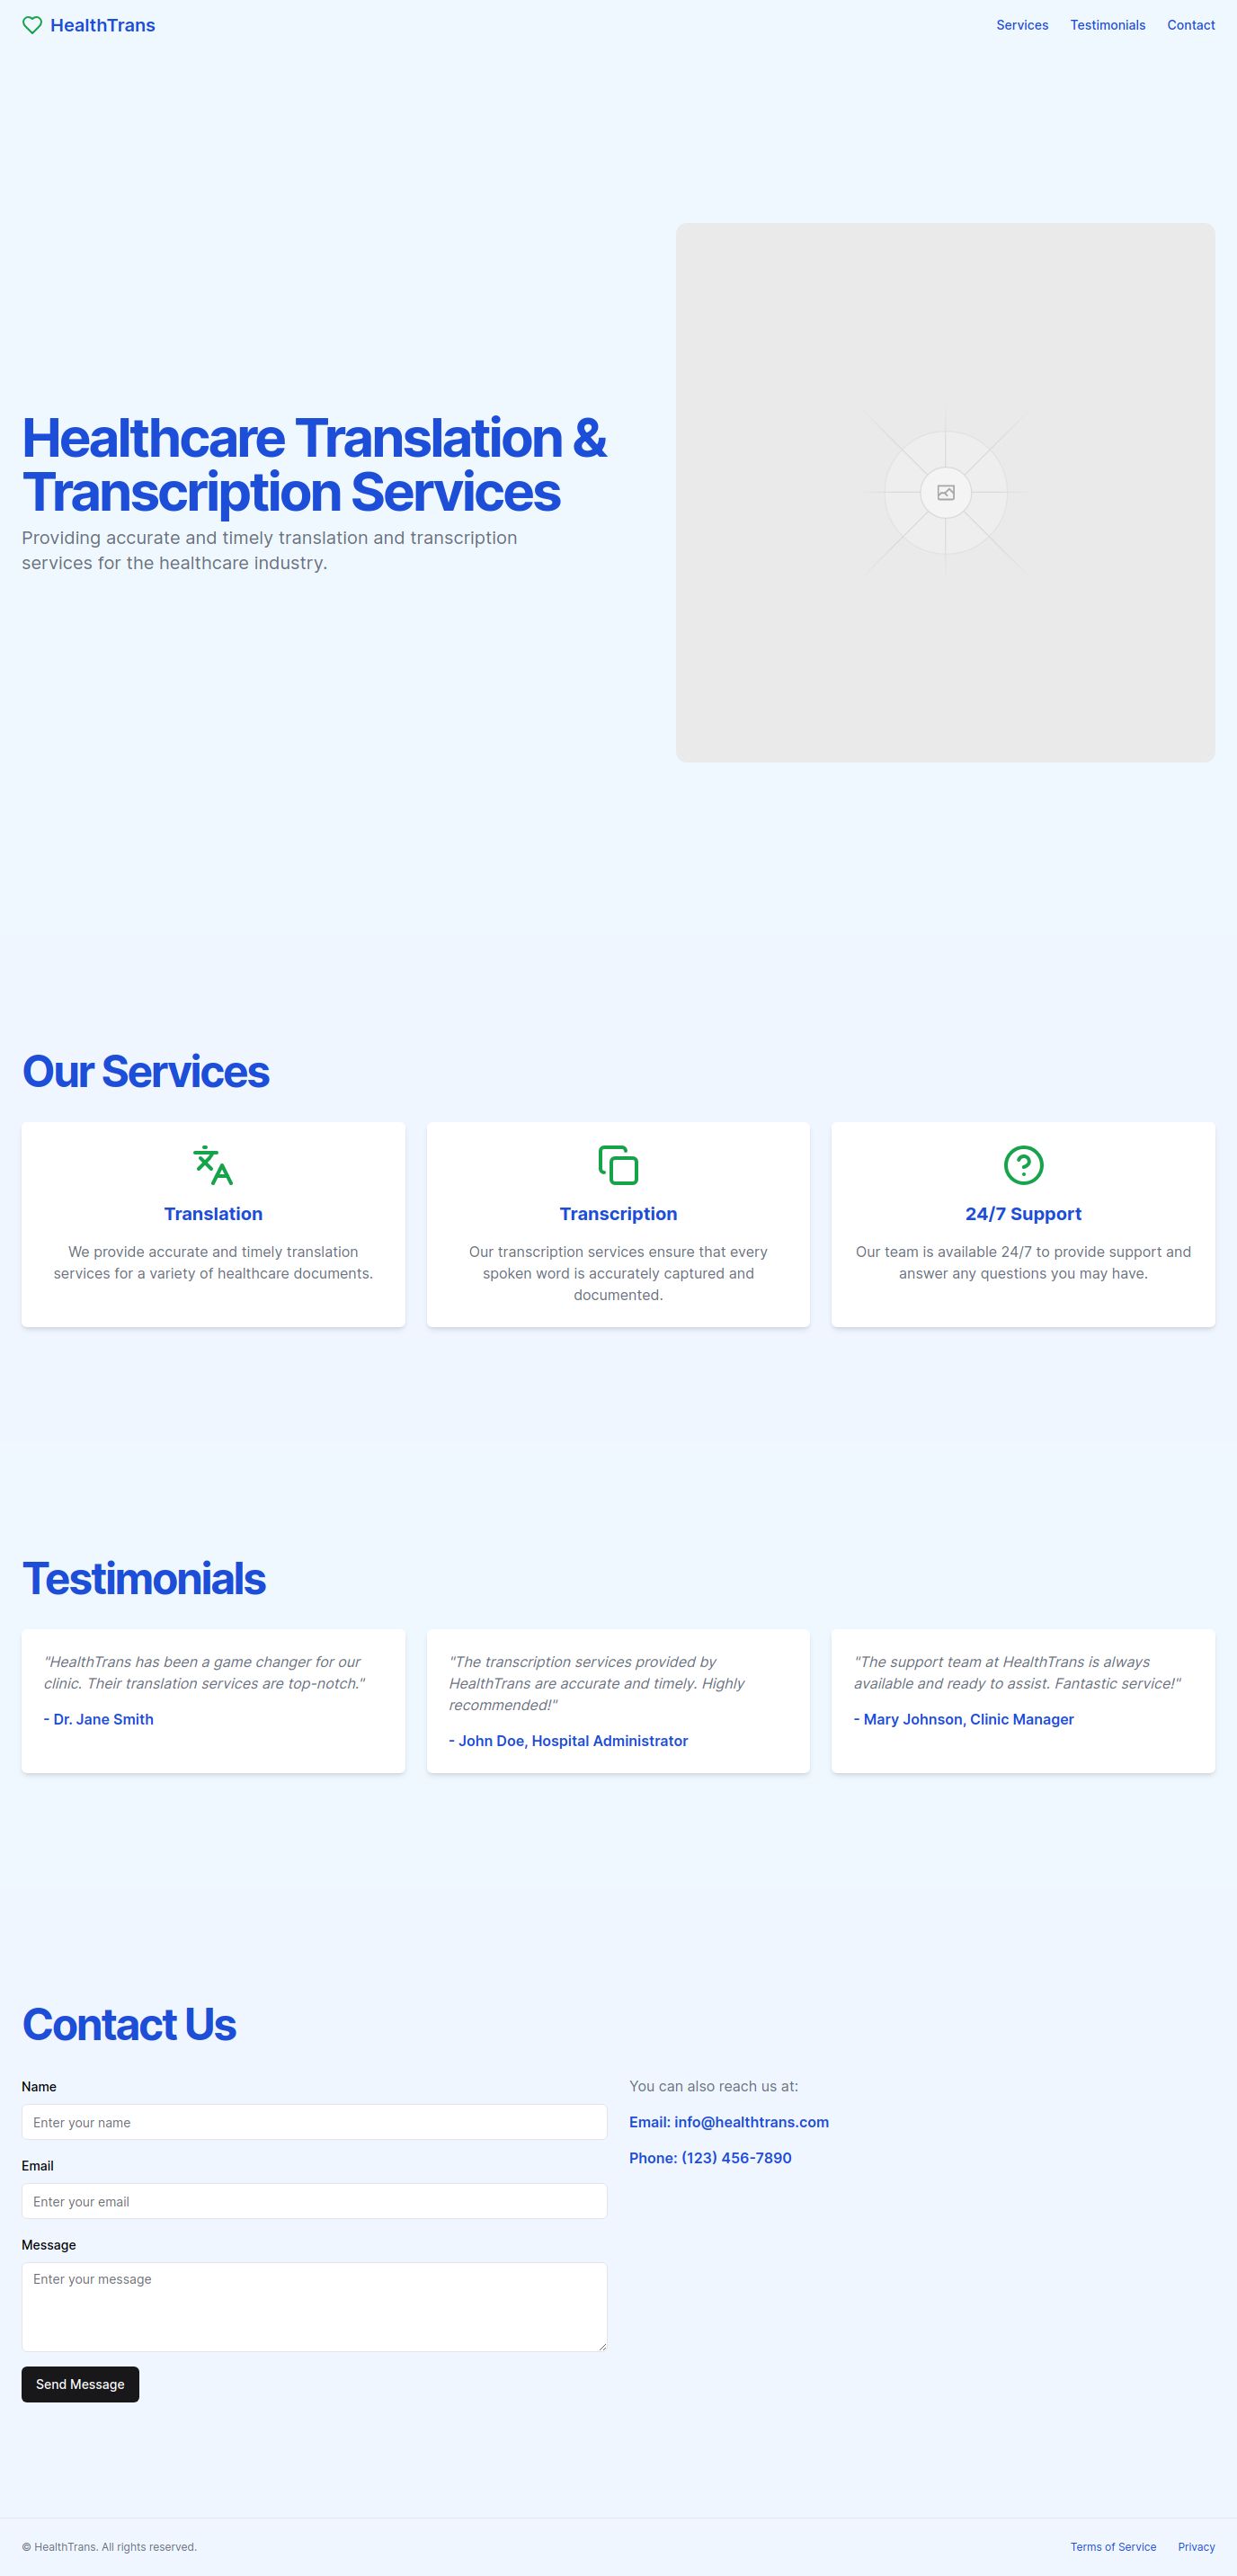 HealthTrans
Services
Testimonials
Contact
Healthcare Translation &
Transcription Services
Providing accurate and timely translation and transcription
services for the healthcare industry.
Our Services
Translation
We provide accurate and timely translation
services for a variety of healthcare documents.
Transcription
Our transcription services ensure that every
spoken word is accurately captured and
documented.
24/7 Support
Our team is available 24/7 to provide support and
answer any questions you may have.
Testimonials
"HealthTrans has been a game changer for our
clinic. Their translation services are top-notch."
- Dr. Jane Smith
"The transcription services provided by
HealthTrans are accurate and timely. Highly
recommended!"
- John Doe, Hospital Administrator
"The support team at HealthTrans is always
available and ready to assist. Fantastic service!"
- Mary Johnson, Clinic Manager
Contact Us
Name
Enter your name
Email
Enter your email
Message
Enter your message
Send Message
You can also reach us at:
Email: info@healthtrans.com
Phone: (123) 456-7890
© HealthTrans. All rights reserved.
Terms of Service
Privacy